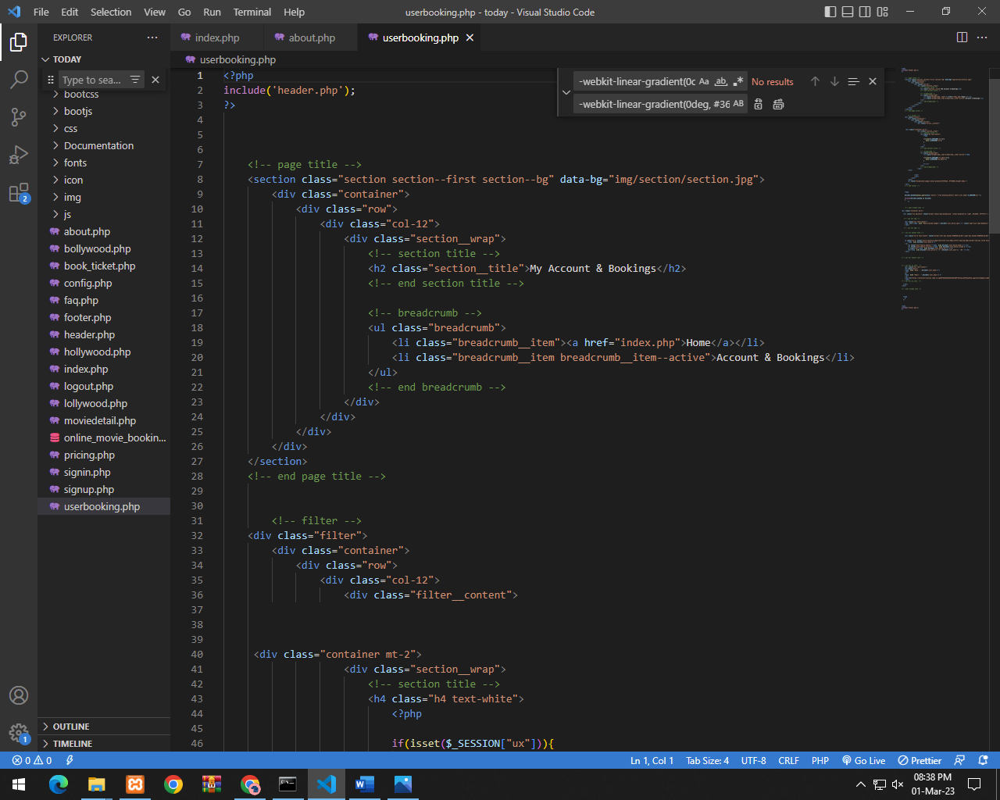 File Edit Selection View Go Run Terminal Help
userbooking.php - today - Visual Studio Code
EXPLORER
index.php
about.php
userbooking.php
TODAY
userbooking.php
Type to sea...
bootcss
bootjs
css
Documentation
fonts
icon
img
js
about.php
bollywood.php
book_ticket.php
config.php
faq.php
footer.php
header.php
hollywood.php
index.php
logout.php
lollywood.php
moviedetail.php
online_movie_bookin...
pricing.php
signin.php
signup.php
userbooking.php
OUTLINE
TIMELINE
2
1
-webkit-linear-gradient(0c Aa ab .* No results
-webkit-linear-gradient(0deg, #36 AB
1 <?php
2 include('header.php');
3 ?>
4
5
6
7 <!-- page title -->
8 <section class="section section--first section--bg" data-bg="img/section/section.jpg">
9 <div class="container">
10 <div class="row">
11 <div class="col-12">
12 <div class="section__wrap">
13 <!-- section title -->
14 <h2 class="section__title">My Account & Bookings</h2>
15 <!-- end section title -->
16
17 <!-- breadcrumb -->
18 <ul class="breadcrumb">
19 <li class="breadcrumb__item"><a href="index.php">Home</a></li>
20 <li class="breadcrumb__item breadcrumb__item--active">Account & Bookings</li>
21 </ul>
22 <!-- end breadcrumb -->
23 </div>
24 </div>
25 </div>
26 </div>
27 </section>
28 <!-- end page title -->
29
30
31 <!-- filter -->
32 <div class="filter">
33 <div class="container">
34 <div class="row">
35 <div class="col-12">
36 <div class="filter__content">
37
38
39
40 <div class="container mt-2">
41 <div class="section__wrap">
42 <!-- section title -->
43 <h4 class="h4 text-white">
44 <?php
45
46 if(isset($_SESSION["ux"])){
0 0
Ln 1, Col 1 Tab Size: 4 UTF-8 CRLF PHP Go Live Prettier
08:38 PM
01-Mar-23